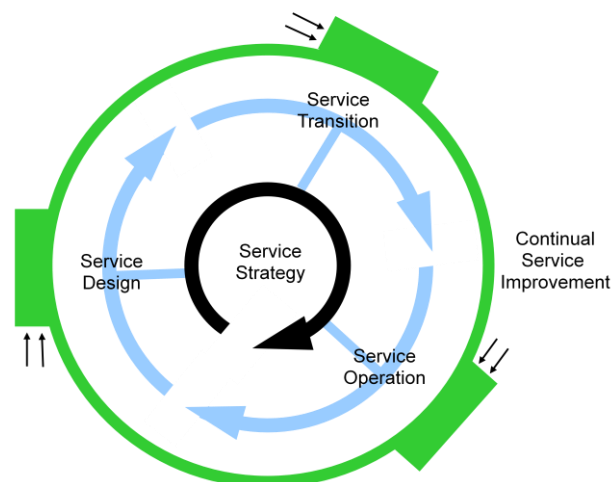 Service
Transition
Service
Design
Service
Strategy
Continual
Service
Improvement
Service
Operation